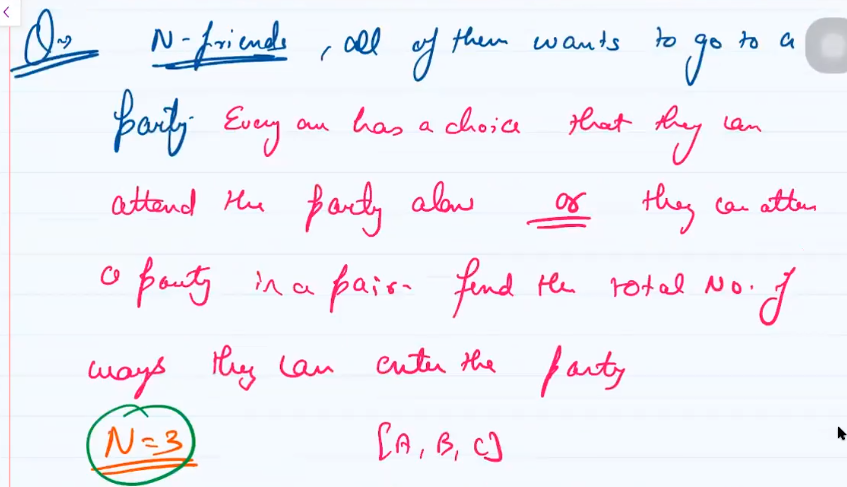 Q→ N-friends, all of them wants to go to a
party. Every one has a choice that they can
attend the party alone or they can atten
a party in a pair. Find the total No. of
ways they can enter the party
N=3 [A, B, C]